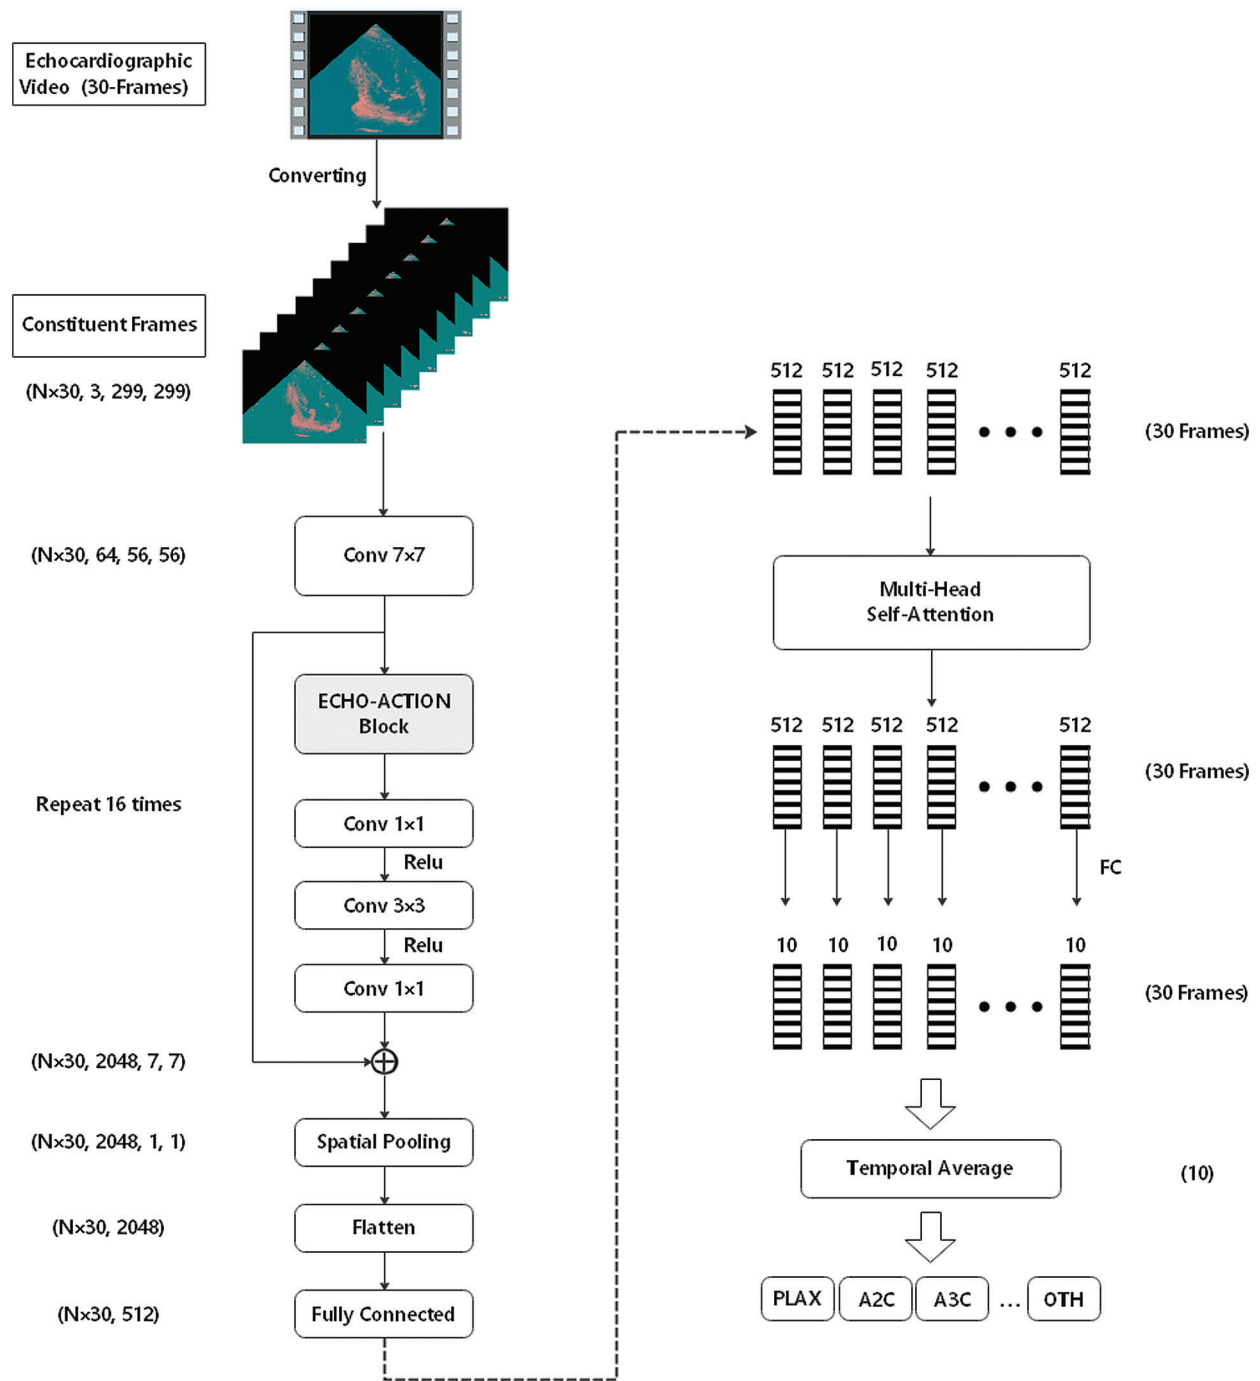 Echocardiographic
Video (30-Frames)
Converting
Constituent Frames
(N×30, 3, 299, 299)
(N×30, 64, 56, 56)
Conv 7×7
ECHO-ACTION
Block
Repeat 16 times
Conv 1×1
Relu
Conv 3×3
Relu
Conv 1×1
(N×30, 2048, 7, 7)
(N×30, 2048, 1, 1)
Spatial Pooling
(N×30, 2048)
Flatten
(N×30, 512)
Fully Connected
512 512 512 512 512
(30 Frames)
Multi-Head
Self-Attention
512 512 512 512 512
(30 Frames)
FC
10 10 10 10 10
(30 Frames)
Temporal Average
(10)
PLAX A2C A3C ... OTH